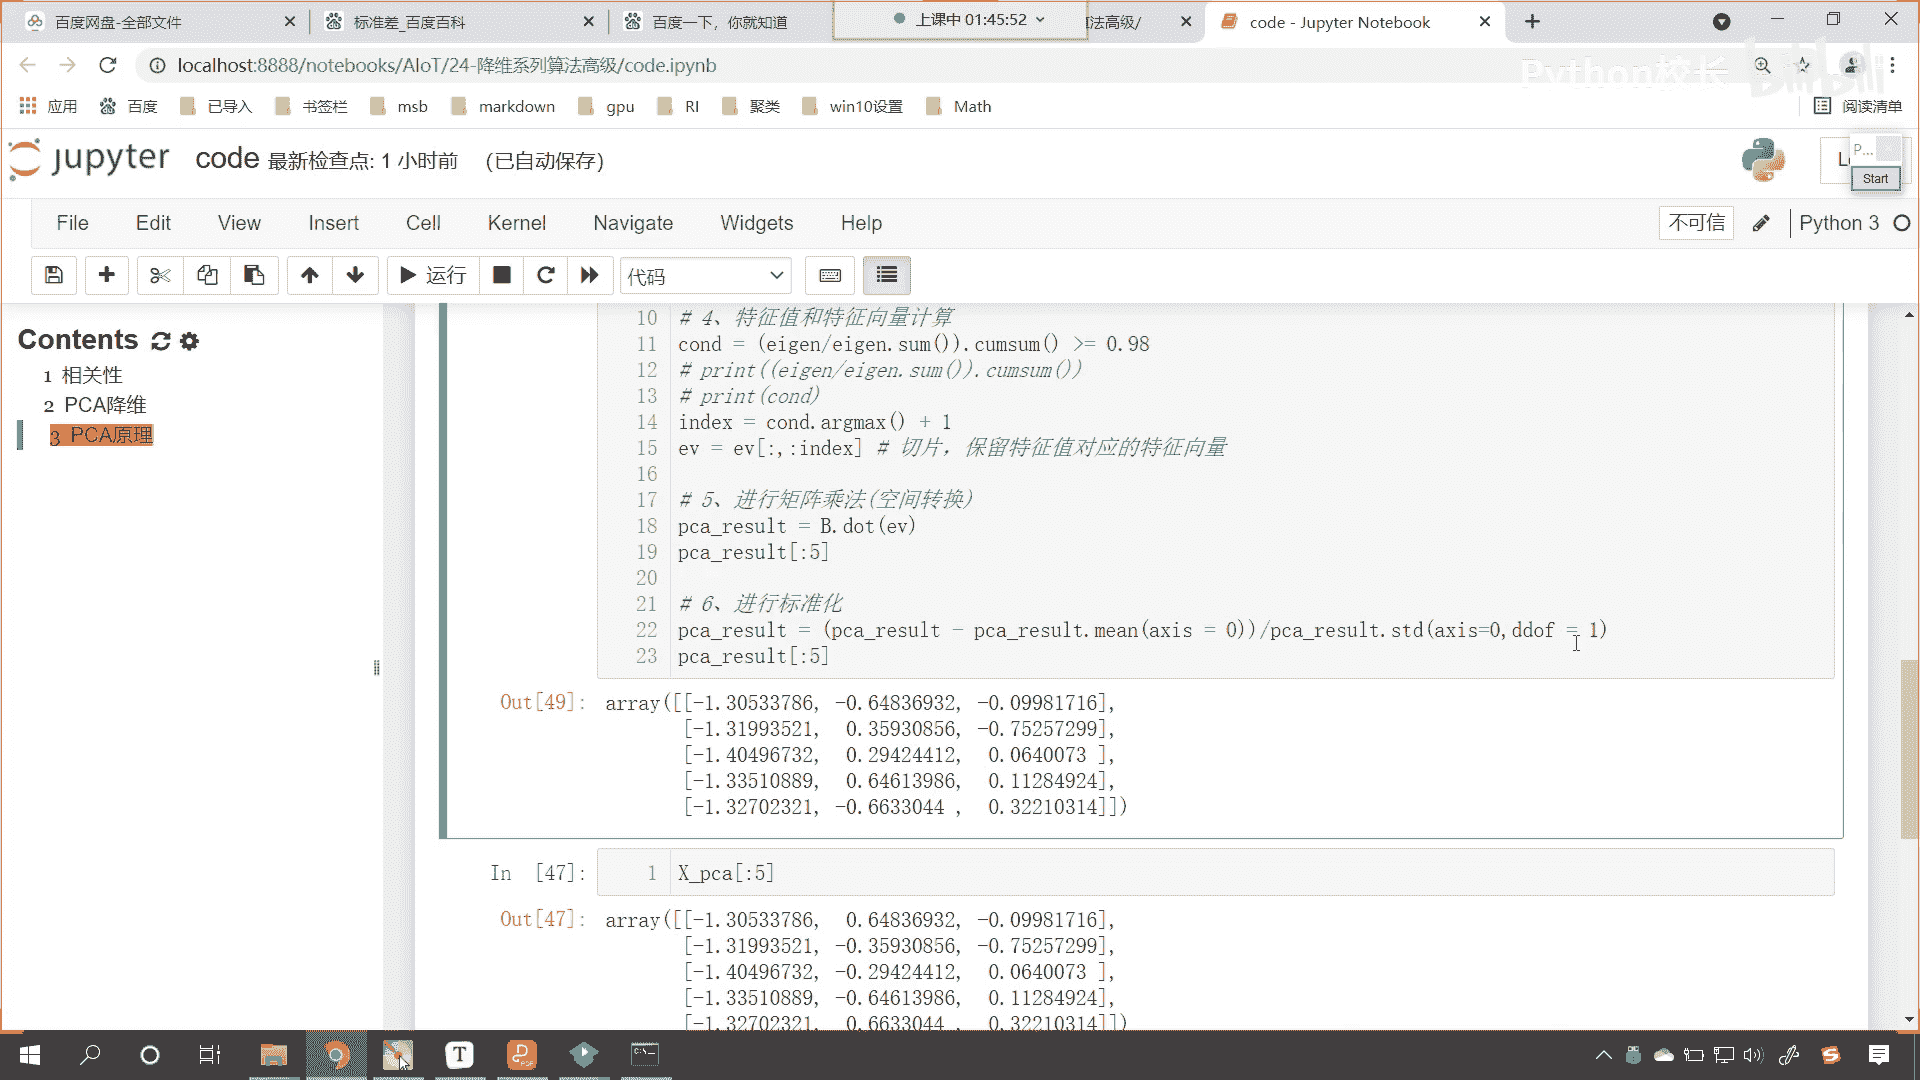 百度网盘-全部文件
标准差_百度百科
百度一下，你就知道
上课中 01:45:52
法高级/
code - Jupyter Notebook
localhost:8888/notebooks/AIoT/24-降维系列算法高级/code.ipynb
Python校长
bilibili
应用
百度
已导入
书签栏
msb
markdown
gpu
RI
聚类
win10设置
Math
阅读清单
jupyter code 最新检查点: 1 小时前 (已自动保存)
P...
Start
File Edit View Insert Cell Kernel Navigate Widgets Help
不可信
Python 3
运行
代码
Contents
1 相关性
2 PCA降维
3 PCA原理
10 # 4、特征值和特征向量计算
11 cond = (eigen/eigen.sum()).cumsum() >= 0.98
12 # print((eigen/eigen.sum()).cumsum())
13 # print(cond)
14 index = cond.argmax() + 1
15 ev = ev[:,:index] # 切片，保留特征值对应的特征向量
16
17 # 5、进行矩阵乘法(空间转换)
18 pca_result = B.dot(ev)
19 pca_result[:5]
20
21 # 6、进行标准化
22 pca_result = (pca_result - pca_result.mean(axis = 0))/pca_result.std(axis=0,ddof = 1)
23 pca_result[:5]
Out[49]: array([[-1.30533786, -0.64836932, -0.09981716],
[-1.31993521, 0.35930856, -0.75257299],
[-1.40496732, 0.29424412, 0.0640073 ],
[-1.33510889, 0.64613986, 0.11284924],
[-1.32702321, -0.6633044 , 0.32210314]])
In [47]: 1 X_pca[:5]
Out[47]: array([[-1.30533786, 0.64836932, -0.09981716],
[-1.31993521, -0.35930856, -0.75257299],
[-1.40496732, -0.29424412, 0.0640073 ],
[-1.33510889, -0.64613986, 0.11284924],
[-1.32702321, 0.6633044 , 0.32210314]])